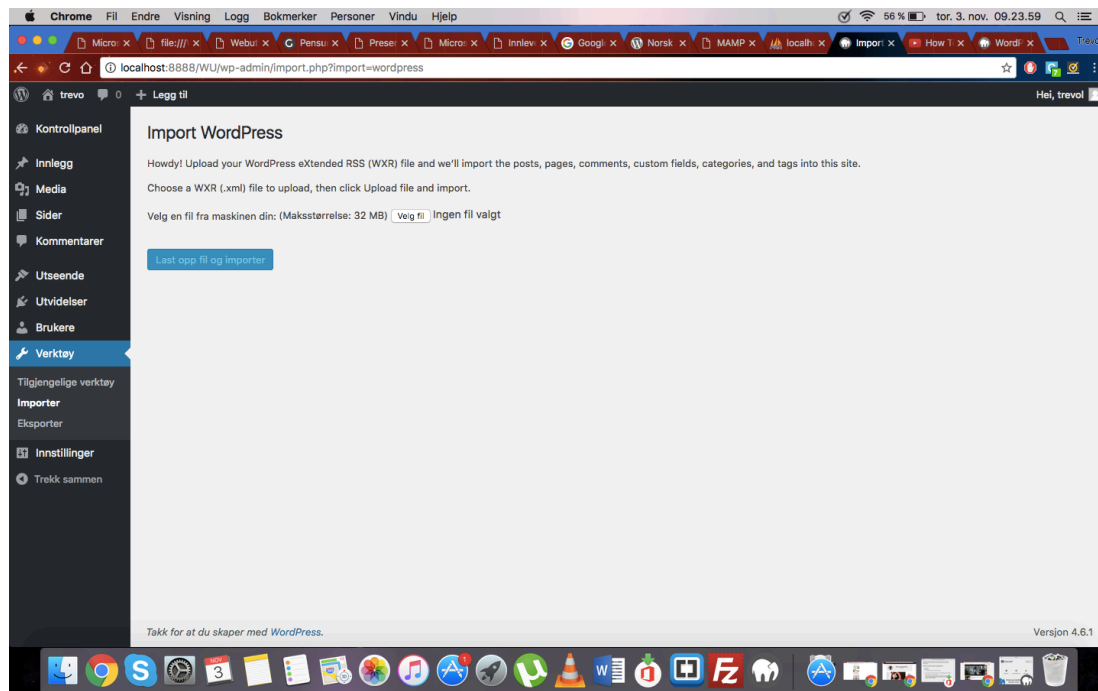 Chrome Fil Endre Visning Logg Bokmerker Personer Vindu Hjelp 56 % tor. 3. nov. 09.23.59
Micro: file:/// Webut Pensu: Prese: Micro: Innlev: Googl Norsk MAMP localh: Import How T WordF Trevo
localhost:8888/WU/wp-admin/import.php?import=wordpress
trevo 0 + Legg til Hei, trevol
Kontrollpanel
Innlegg
Media
Sider
Kommentarer
Utseende
Utvidelser
Brukere
Verktøy
Tilgjengelige verktøy
Importer
Eksporter
Innstillinger
Trekk sammen
Import WordPress
Howdy! Upload your WordPress eXtended RSS (WXR) file and we'll import the posts, pages, comments, custom fields, categories, and tags into this site.
Choose a WXR (.xml) file to upload, then click Upload file and import.
Velg en fil fra maskinen din: (Maksstørrelse: 32 MB) Velg fil Ingen fil valgt
Last opp fil og importer
Takk for at du skaper med WordPress. Versjon 4.6.1
NOV
3
1